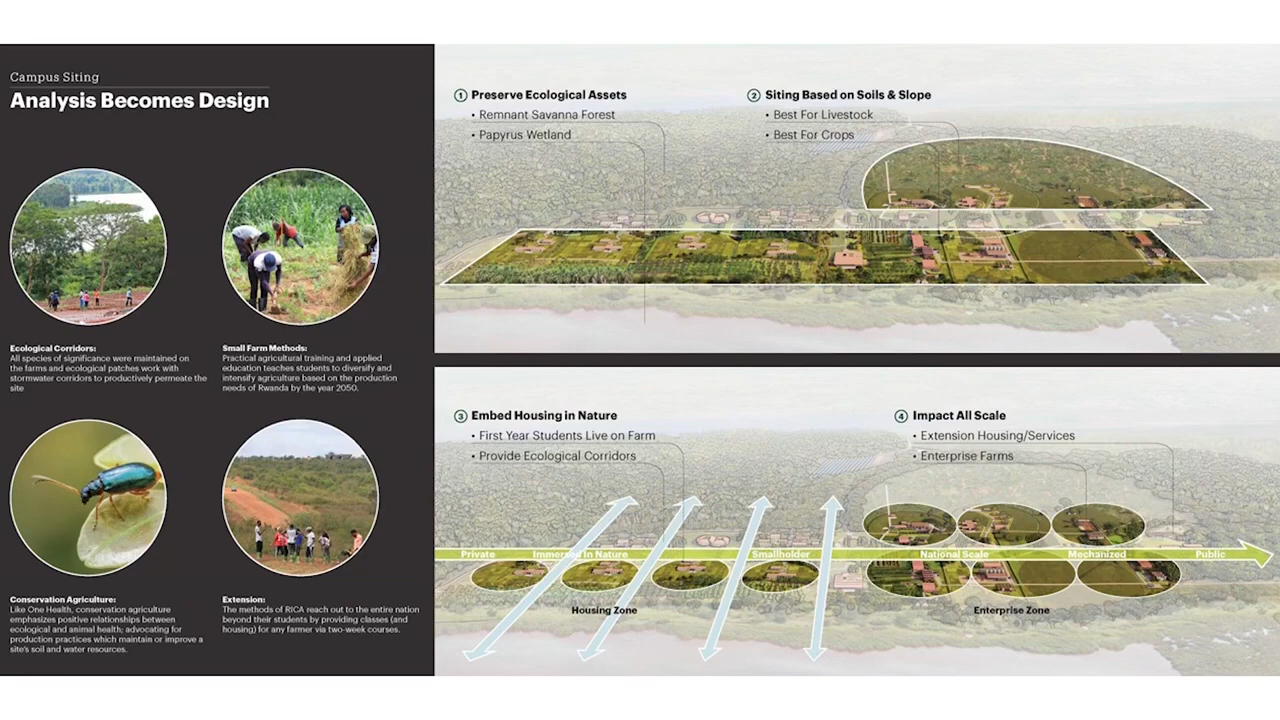 Campus Siting
Analysis Becomes Design
Ecological Corridors:
All species of significance were maintained on
the farms and ecological patches work with
stormwater corridors to productively permeate the
site
Small Farm Methods:
Practical agricultural training and applied
education teaches students to diversify and
intensify agriculture based on the production
needs of Rwanda by the year 2050.
Conservation Agriculture:
Like One Health, conservation agriculture
emphasizes positive relationships between
ecological and animal health; advocating for
production practices which maintain or improve a
site's soil and water resources.
Extension:
The methods of RICA reach out to the entire nation
beyond their students by providing classes (and
housing) for any farmer via two-week courses.
1 Preserve Ecological Assets
• Remnant Savanna Forest
• Papyrus Wetland
2 Siting Based on Soils & Slope
• Best For Livestock
• Best For Crops
3 Embed Housing in Nature
• First Year Students Live on Farm
• Provide Ecological Corridors
4 Impact All Scale
• Extension Housing/Services
• Enterprise Farms
Private Immersed In Nature Smallholder National Scale Mechanized Public
Housing Zone
Enterprise Zone